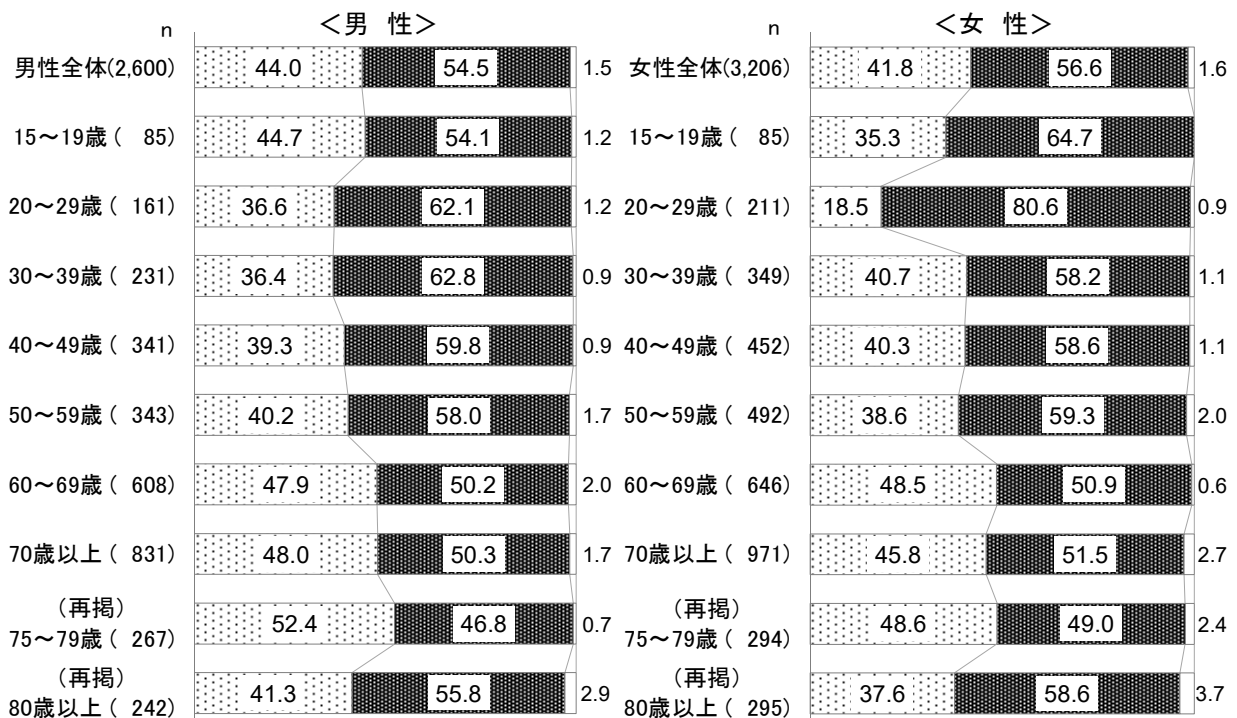 n ＜男　性＞ n ＜女　性＞
男性全体(2,600) 44.0 54.5 1.5 女性全体(3,206) 41.8 56.6 1.6
15～19歳（　85） 44.7 54.1 1.2 15～19歳（　85） 35.3 64.7
20～29歳（ 161） 36.6 62.1 1.2 20～29歳（ 211） 18.5 80.6 0.9
30～39歳（ 231） 36.4 62.8 0.9 30～39歳（ 349） 40.7 58.2 1.1
40～49歳（ 341） 39.3 59.8 0.9 40～49歳（ 452） 40.3 58.6 1.1
50～59歳（ 343） 40.2 58.0 1.7 50～59歳（ 492） 38.6 59.3 2.0
60～69歳（ 608） 47.9 50.2 2.0 60～69歳（ 646） 48.5 50.9 0.6
70歳以上（ 831） 48.0 50.3 1.7 70歳以上（ 971） 45.8 51.5 2.7
（再掲） （再掲）
75～79歳（ 267） 52.4 46.8 0.7 75～79歳（ 294） 48.6 49.0 2.4
（再掲） （再掲）
80歳以上（ 242） 41.3 55.8 2.9 80歳以上（ 295） 37.6 58.6 3.7